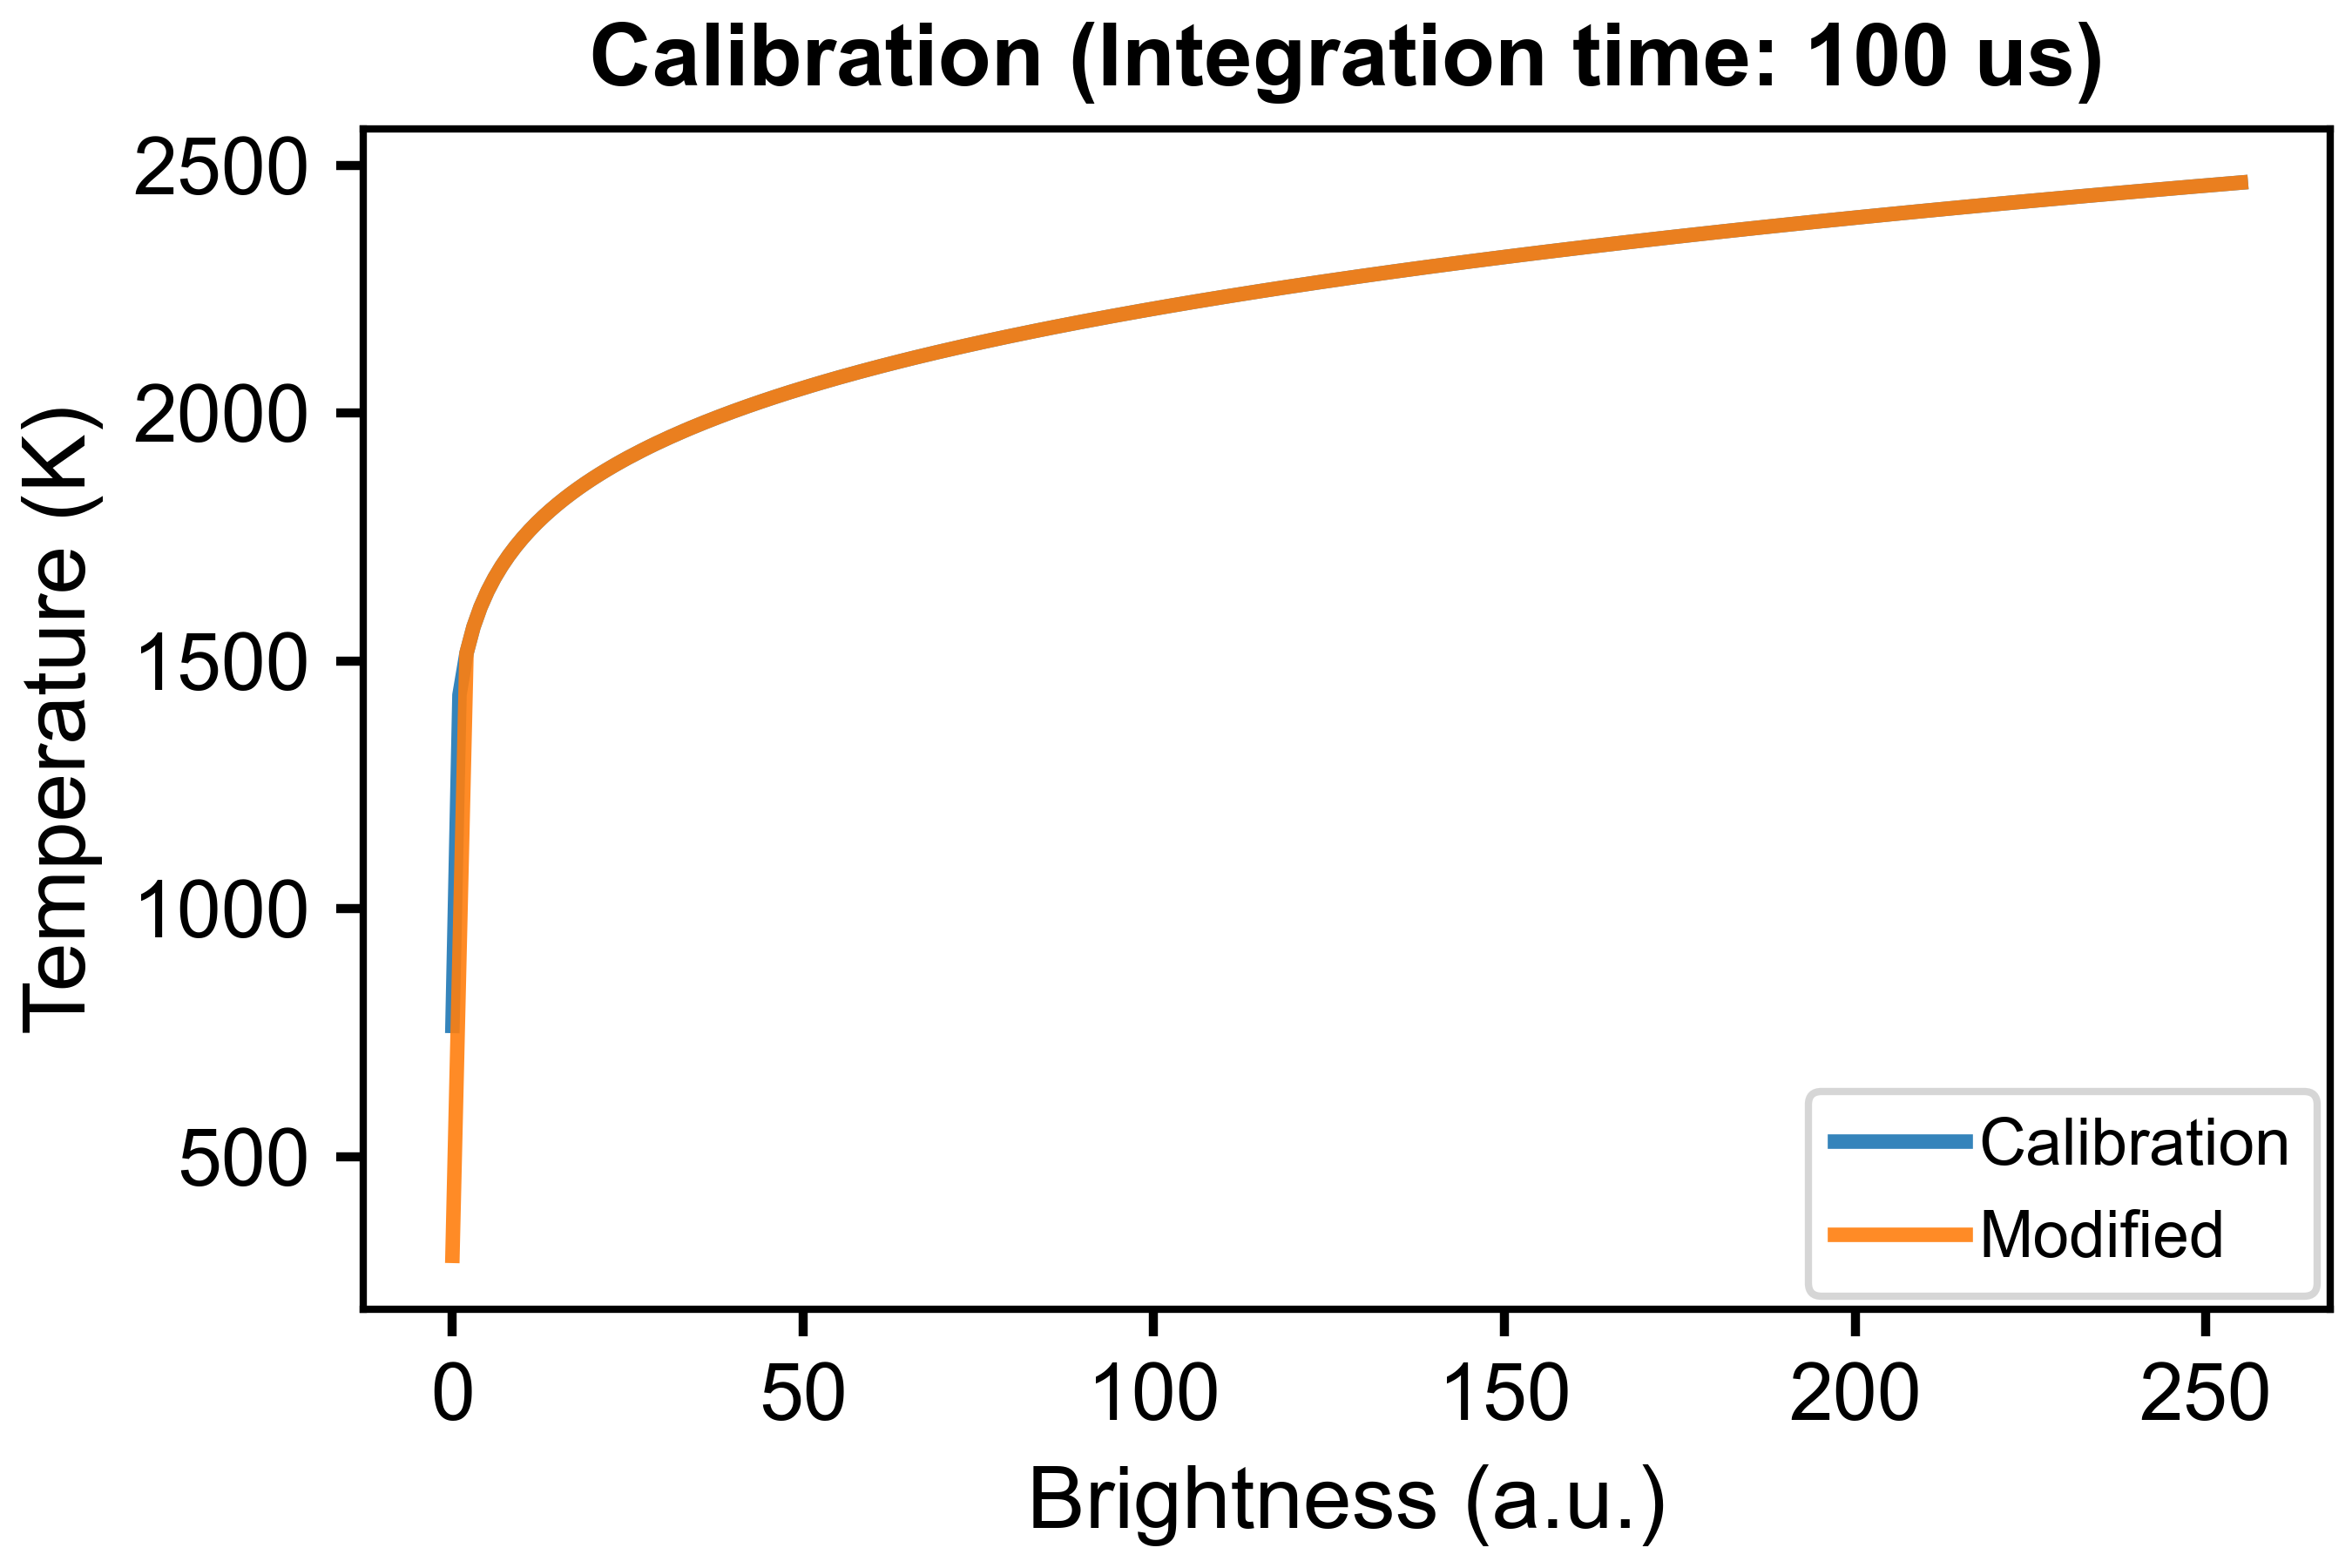 Calibration (Integration time: 100 us)
Temperature (K)
2500
2000
1500
1000
500
Calibration
Modified
0 50 100 150 200 250
Brightness (a.u.)